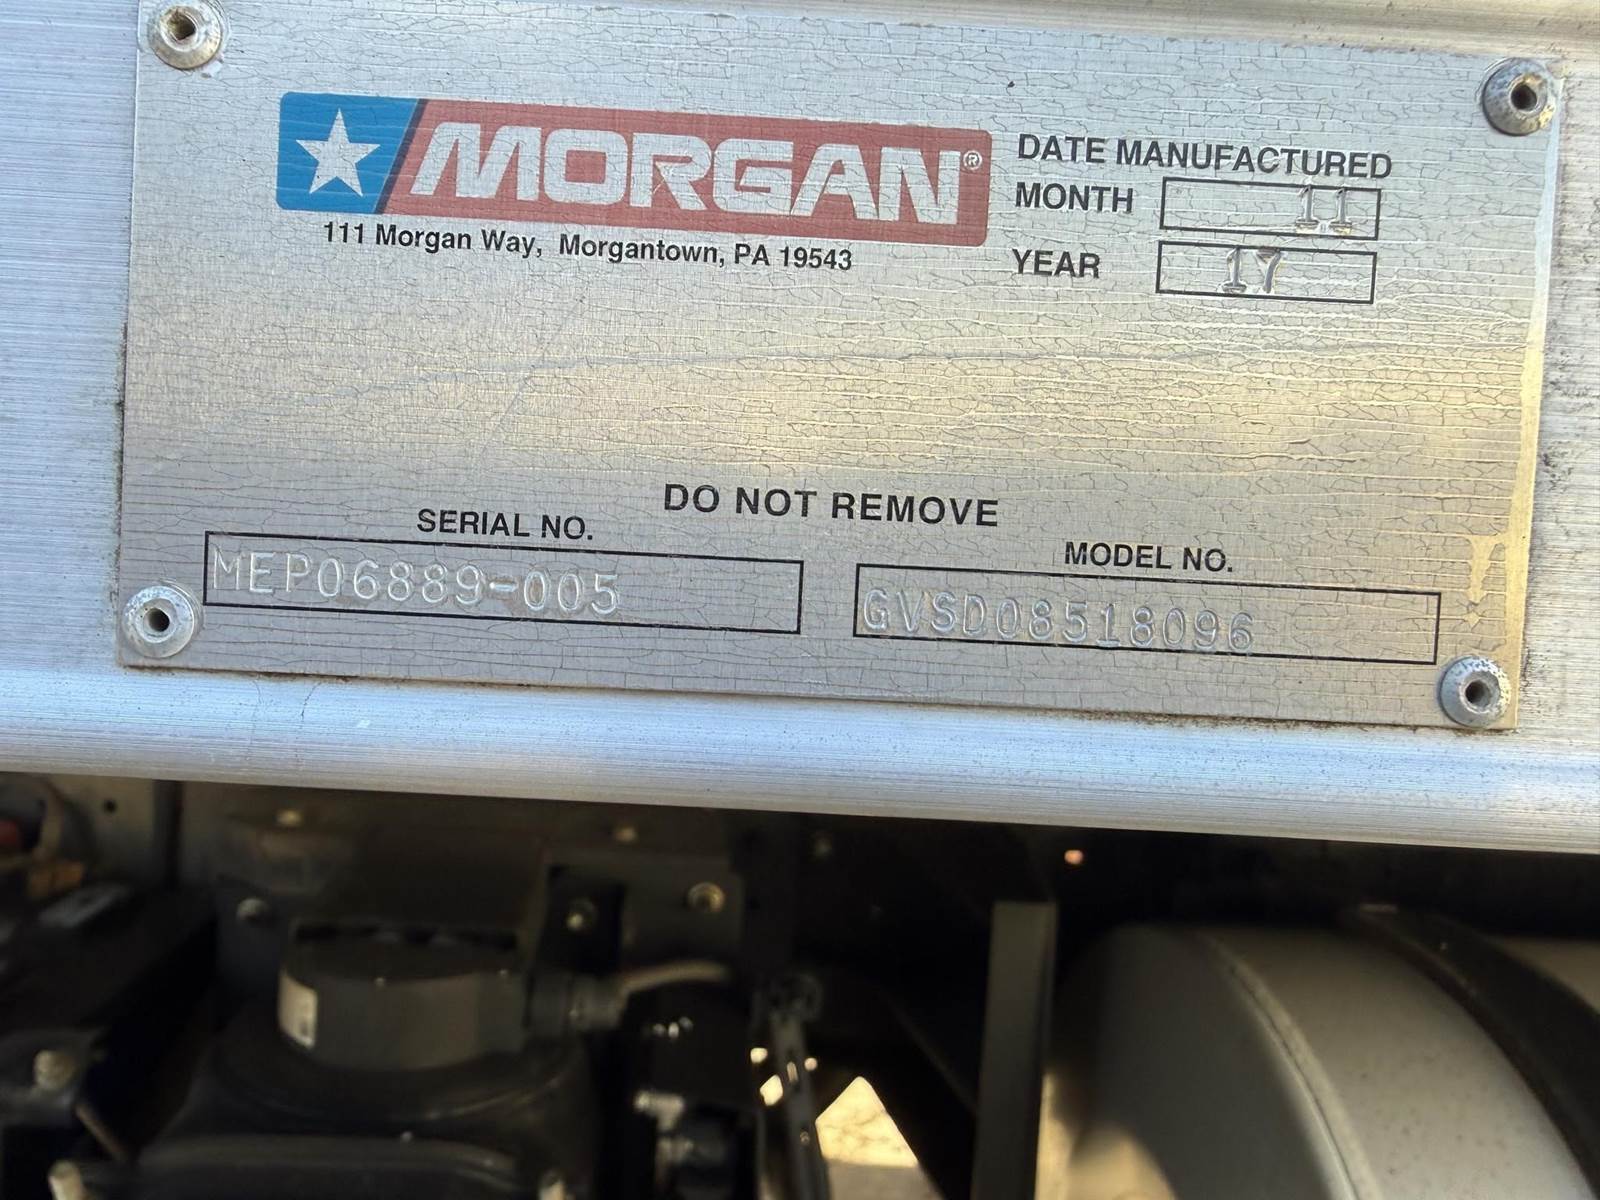 MORGAN®
111 Morgan Way, Morgantown, PA 19543
DATE MANUFACTURED
MONTH 11
YEAR 17
DO NOT REMOVE
SERIAL NO.
MEP06889-005
MODEL NO.
GVSD08518096